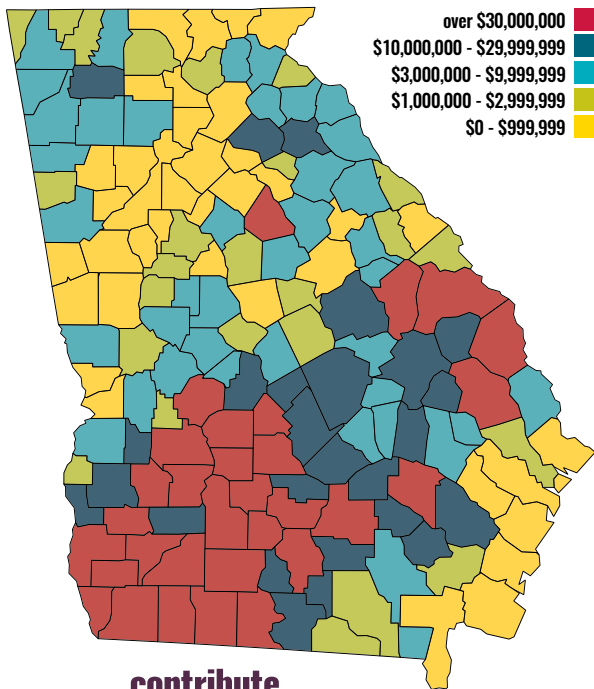 over $30,000,000
$10,000,000 - $29,999,999
$3,000,000 - $9,999,999
$1,000,000 - $2,999,999
$0 - $999,999
contribute